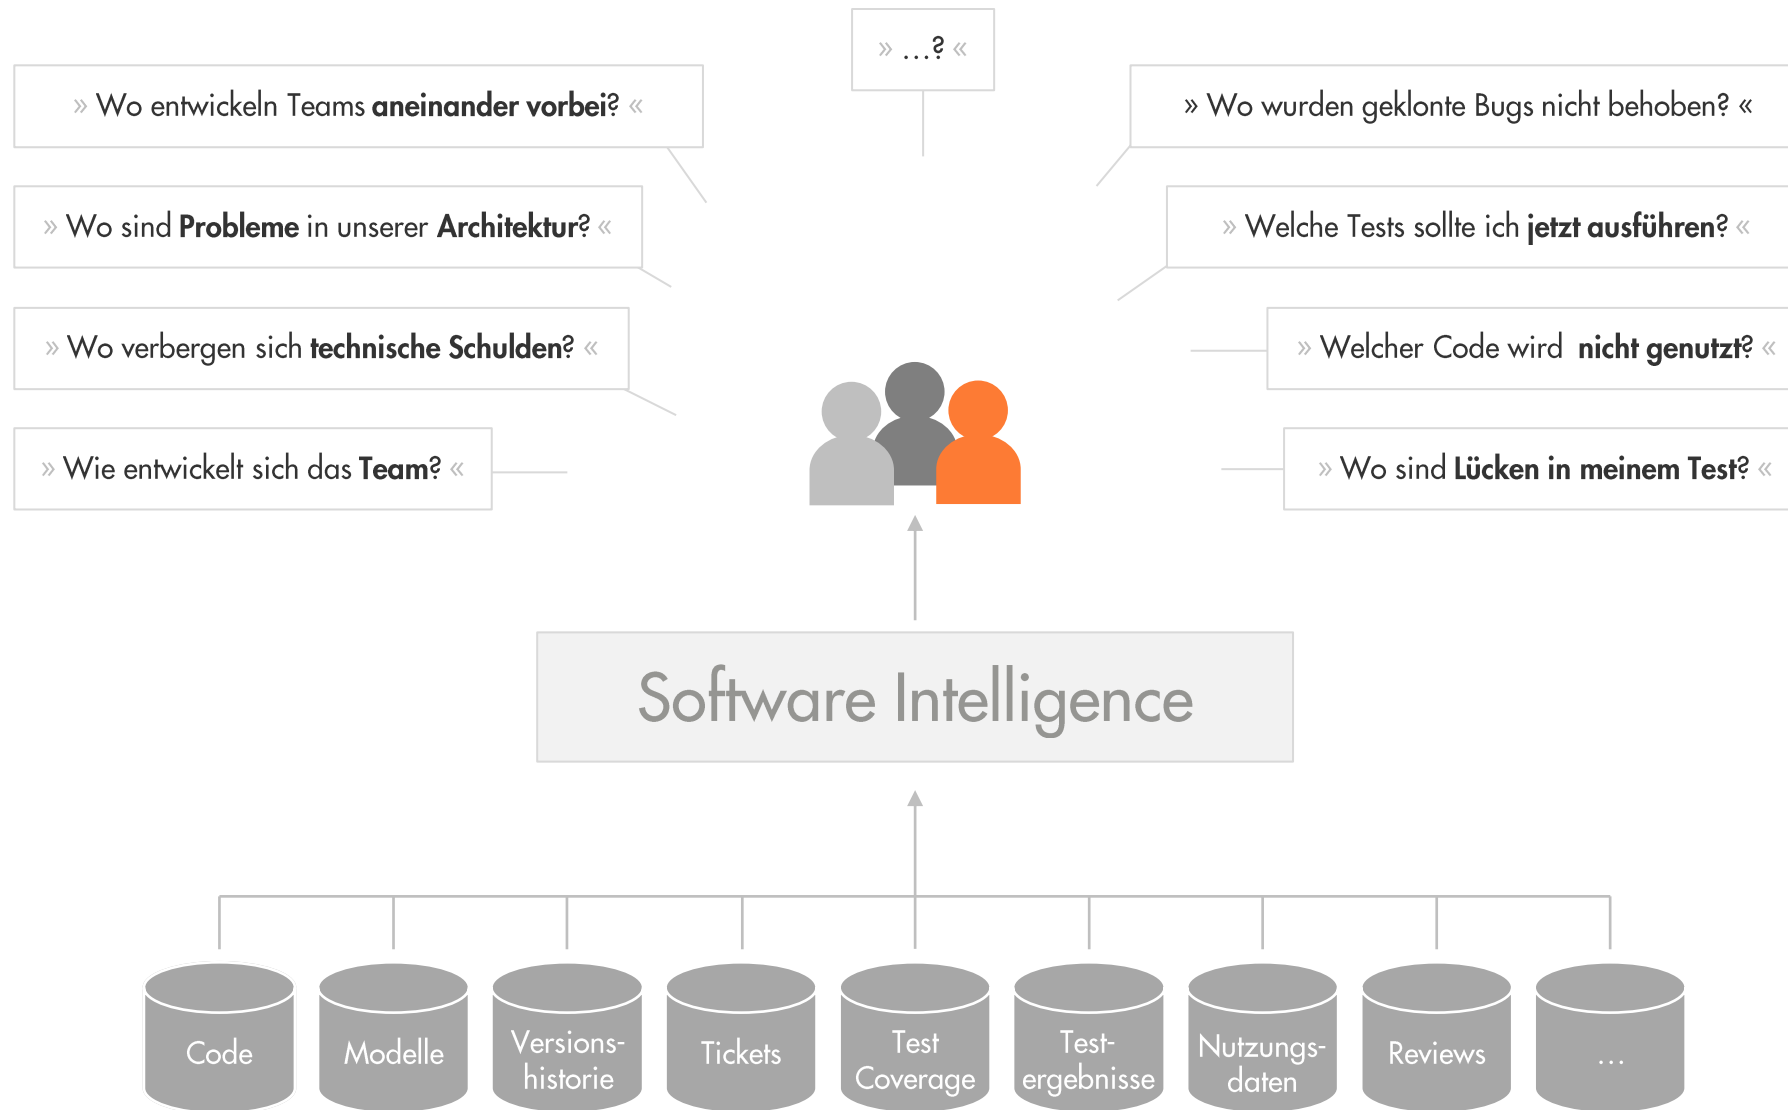 » …? «
» Wo entwickeln Teams aneinander vorbei? «
» Wo wurden geklonte Bugs nicht behoben? «
» Wo sind Probleme in unserer Architektur? «
» Welche Tests sollte ich jetzt ausführen? «
» Wo verbergen sich technische Schulden? «
» Welcher Code wird nicht genutzt? «
» Wie entwickelt sich das Team? «
» Wo sind Lücken in meinem Test? «
Software Intelligence
Code
Modelle
Versions-
historie
Tickets
Test
Coverage
Test-
ergebnisse
Nutzungs-
daten
Reviews
…